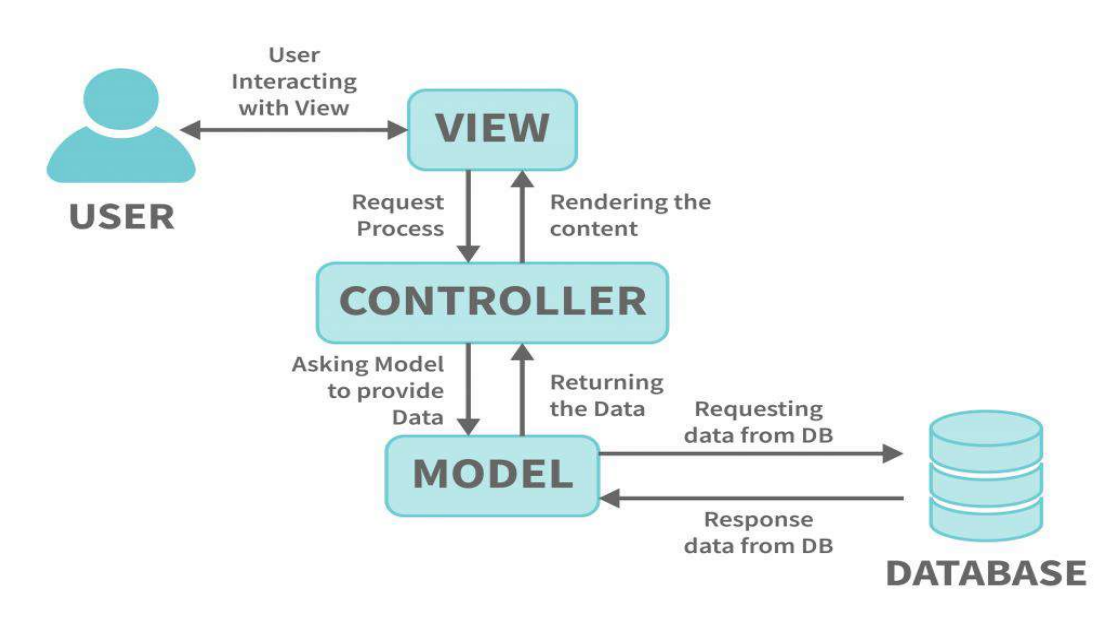 User
Interacting
with View
VIEW
USER
Request
Process
Rendering the
content
CONTROLLER
Asking Model
to provide
Data
Returning
the Data
Requesting
data from DB
MODEL
Response
data from DB
DATABASE